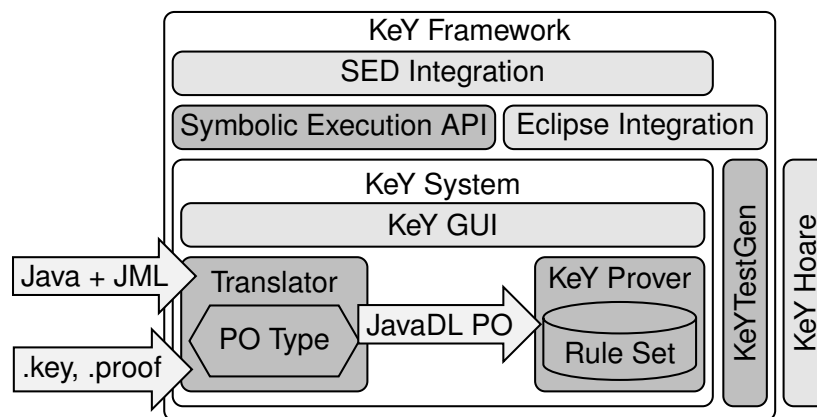 KeY Framework
SED Integration
Symbolic Execution API
Eclipse Integration
KeY System
KeY GUI
Java + JML
Translator
KeY Prover
PO Type
JavaDL PO
Rule Set
.key, .proof
KeYTestGen
KeY Hoare